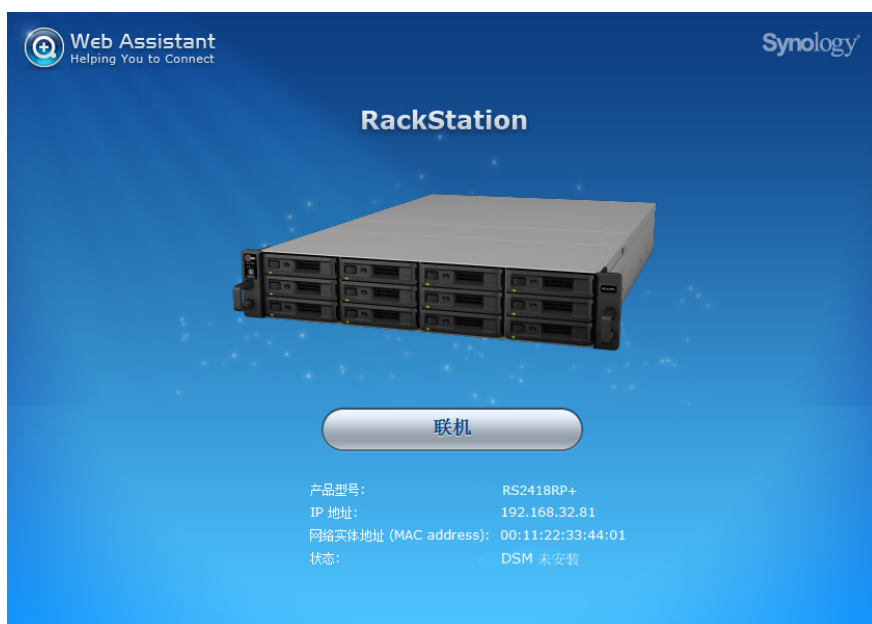 Web Assistant
Helping You to Connect
Synology
RackStation
联机
产品型号: RS2418RP+
IP 地址: 192.168.32.81
网络实体地址 (MAC address): 00:11:22:33:44:01
状态: DSM 未安装